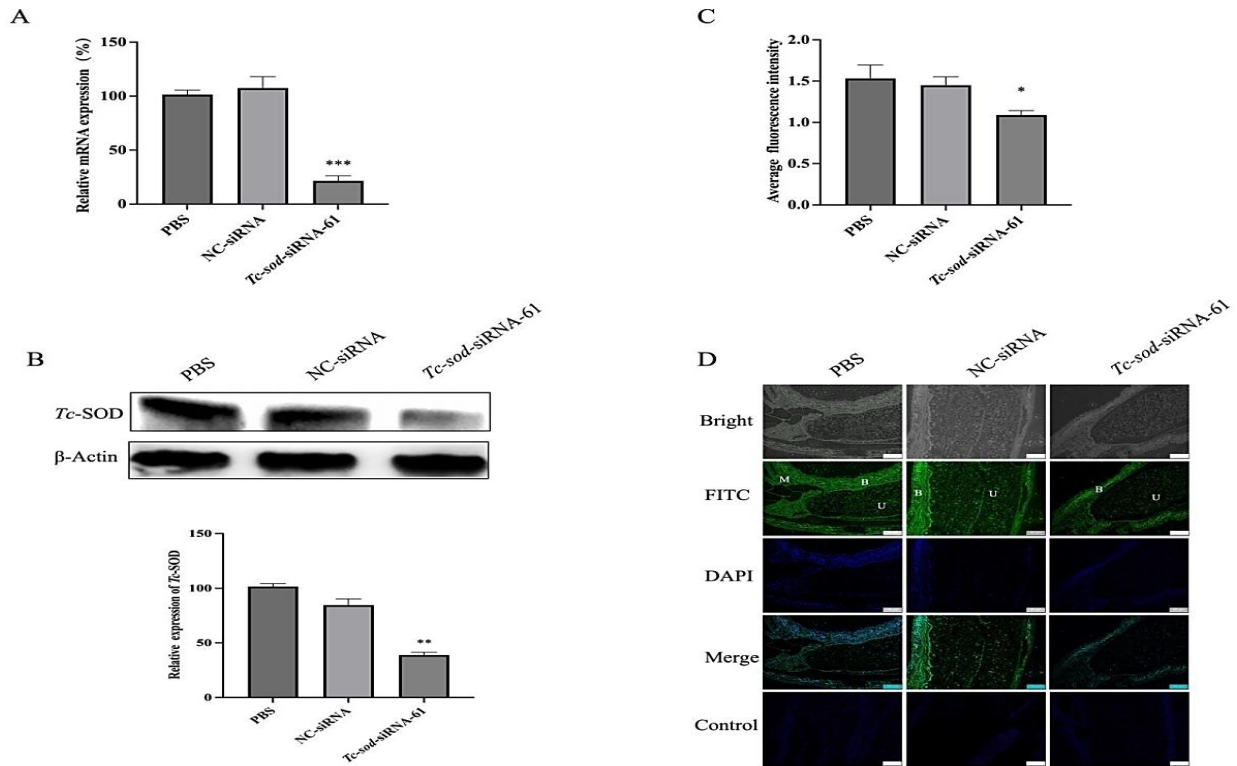 A
Relative mRNA expression (%)
150
100
50
0
PBS
NC-siRNA
Tc-sod-siRNA-61
C
Average fluorescence intensity
2.0
1.5
1.0
0.5
0.0
*
PBS
NC-siRNA
Tc-sod-siRNA-61
***
B
PBS
NC-siRNA
Tc-sod-siRNA-61
Tc-SOD
β-Actin
Relative expression of Tc-SOD
150
100
50
0
**
PBS
NC-siRNA
Tc-sod-siRNA-61
D
PBS
NC-siRNA
Tc-sod-siRNA-61
Bright
FITC
M
B
U
B
U
B
U
DAPI
Merge
Control